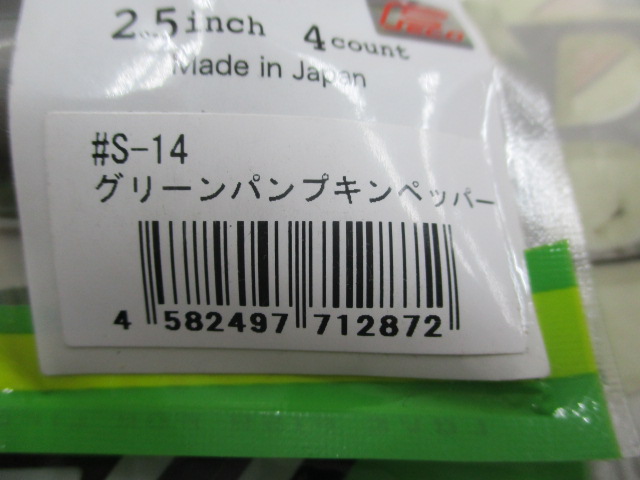 2.5inch 4count
Made in Japan
#S-14
グリーンパンプキンペッパー
4 582497 712872